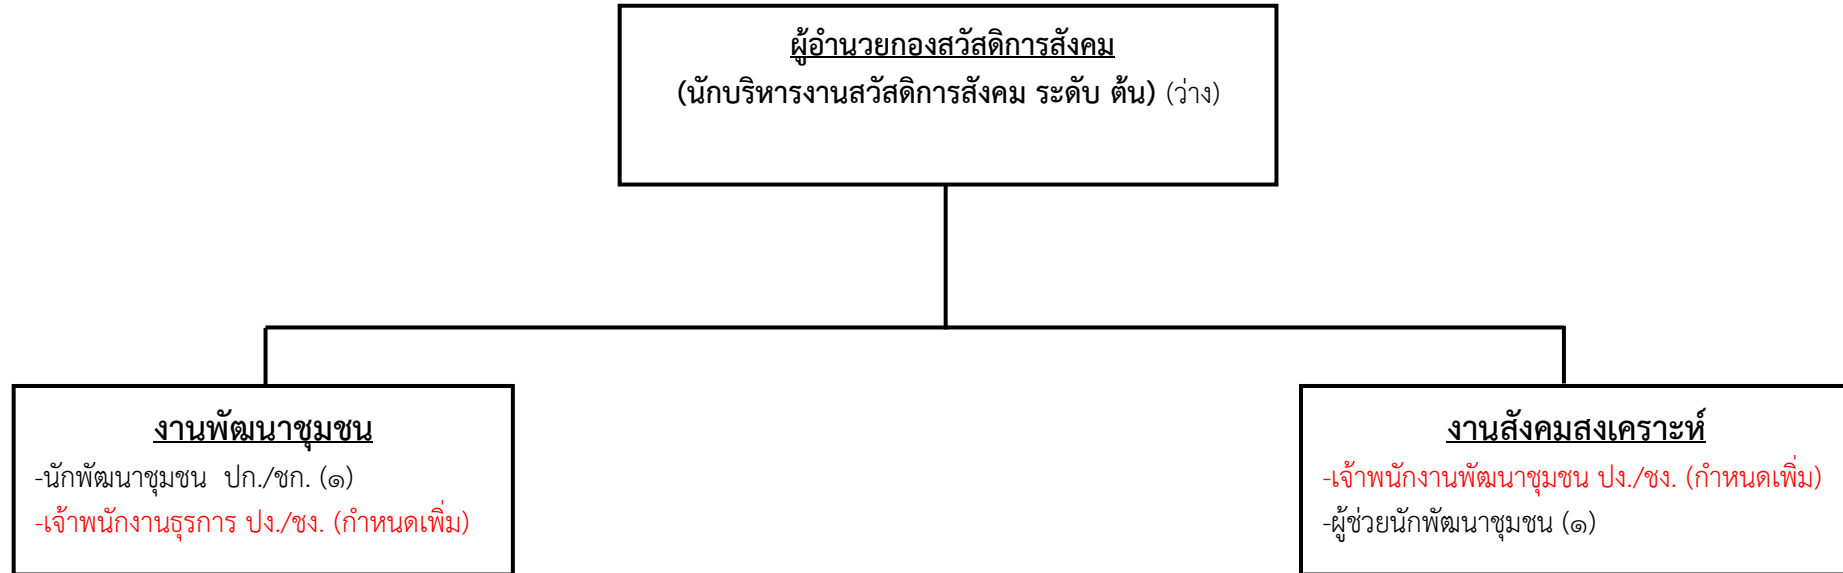 ผู้อำนวยกองสวัสดิการสังคม
(นักบริหารงานสวัสดิการสังคม ระดับ ต้น) (ว่าง)
งานพัฒนาชุมชน
-นักพัฒนาชุมชน ปก./ชก. (๑)
-เจ้าพนักงานธุรการ ปง./ชง. (กำหนดเพิ่ม)
งานสังคมสงเคราะห์
-เจ้าพนักงานพัฒนาชุมชน ปง./ชง. (กำหนดเพิ่ม)
-ผู้ช่วยนักพัฒนาชุมชน (๑)